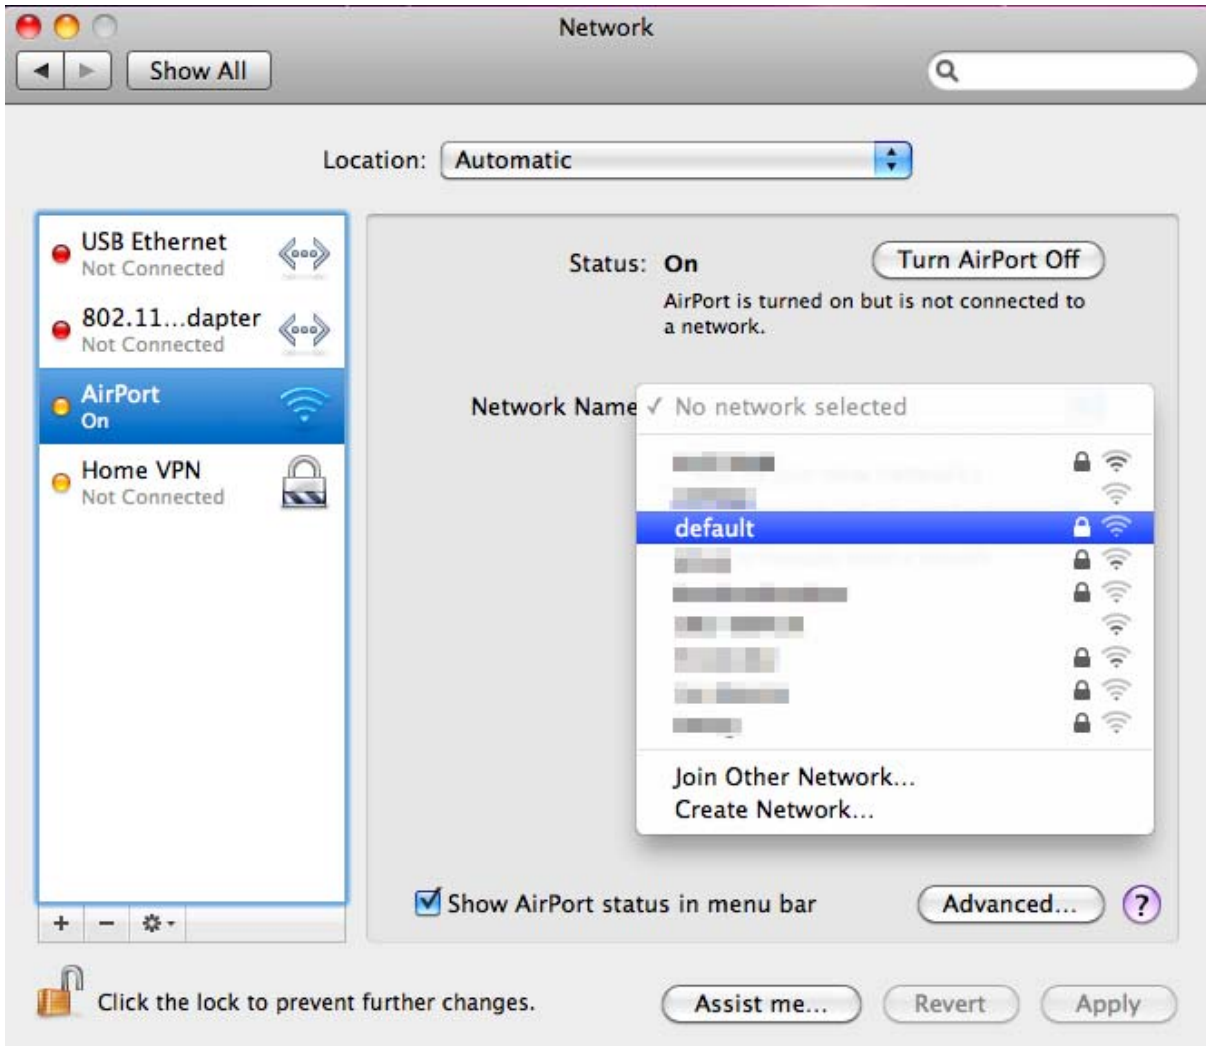 Network
Show All
Location: Automatic
USB Ethernet
Not Connected
802.11...dapter
Not Connected
AirPort
On
Home VPN
Not Connected
Status: On
Turn AirPort Off
AirPort is turned on but is not connected to
a network.
Network Name
✓ No network selected
default
Join Other Network...
Create Network...
Show AirPort status in menu bar
Advanced...
?
Click the lock to prevent further changes.
Assist me...
Revert
Apply